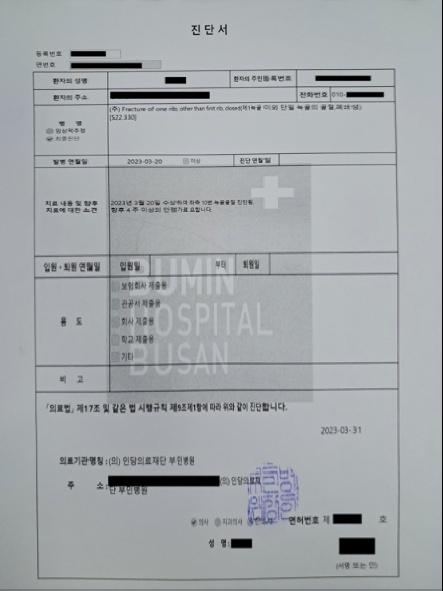 진단서
등록번호
연번호
환자의 성명
환자의 주민등록번호
환자의 주소
전화번호 010-
병 명
임상적추정
최종진단
(주) Fracture of one rib, other than first rib, closed(제1늑골 이외 단일 늑골의 골절,폐쇄성)
[S22.330]
발병 연월일
2023-03-20
미상
진단 연월일
치료 내용 및 향후
치료에 대한 소견
2023년 3월 20일 수상하여 좌측 10번 늑골골절 진단됨.
향후 4 주 이상의 안정가료 요합니다.
입원·퇴원 연월일
입원일
부터
퇴원일
용 도
보험회사 제출용
관공서 제출용
회사 제출용
학교 제출용
기타
BUMIN
HOSPITAL
BUSAN
비 고
「의료법」 제17조 및 같은 법 시행규칙 제9조제1항에 따라 위와 같이 진단합니다.
2023-03-31
의료기관명칭 : (의) 인당의료재단 부민병원
주 소 :
(의) 인당의료재
단 부민병원
의사
치과의사
면허번호 제
호
성 명:
(서명 또는 인)